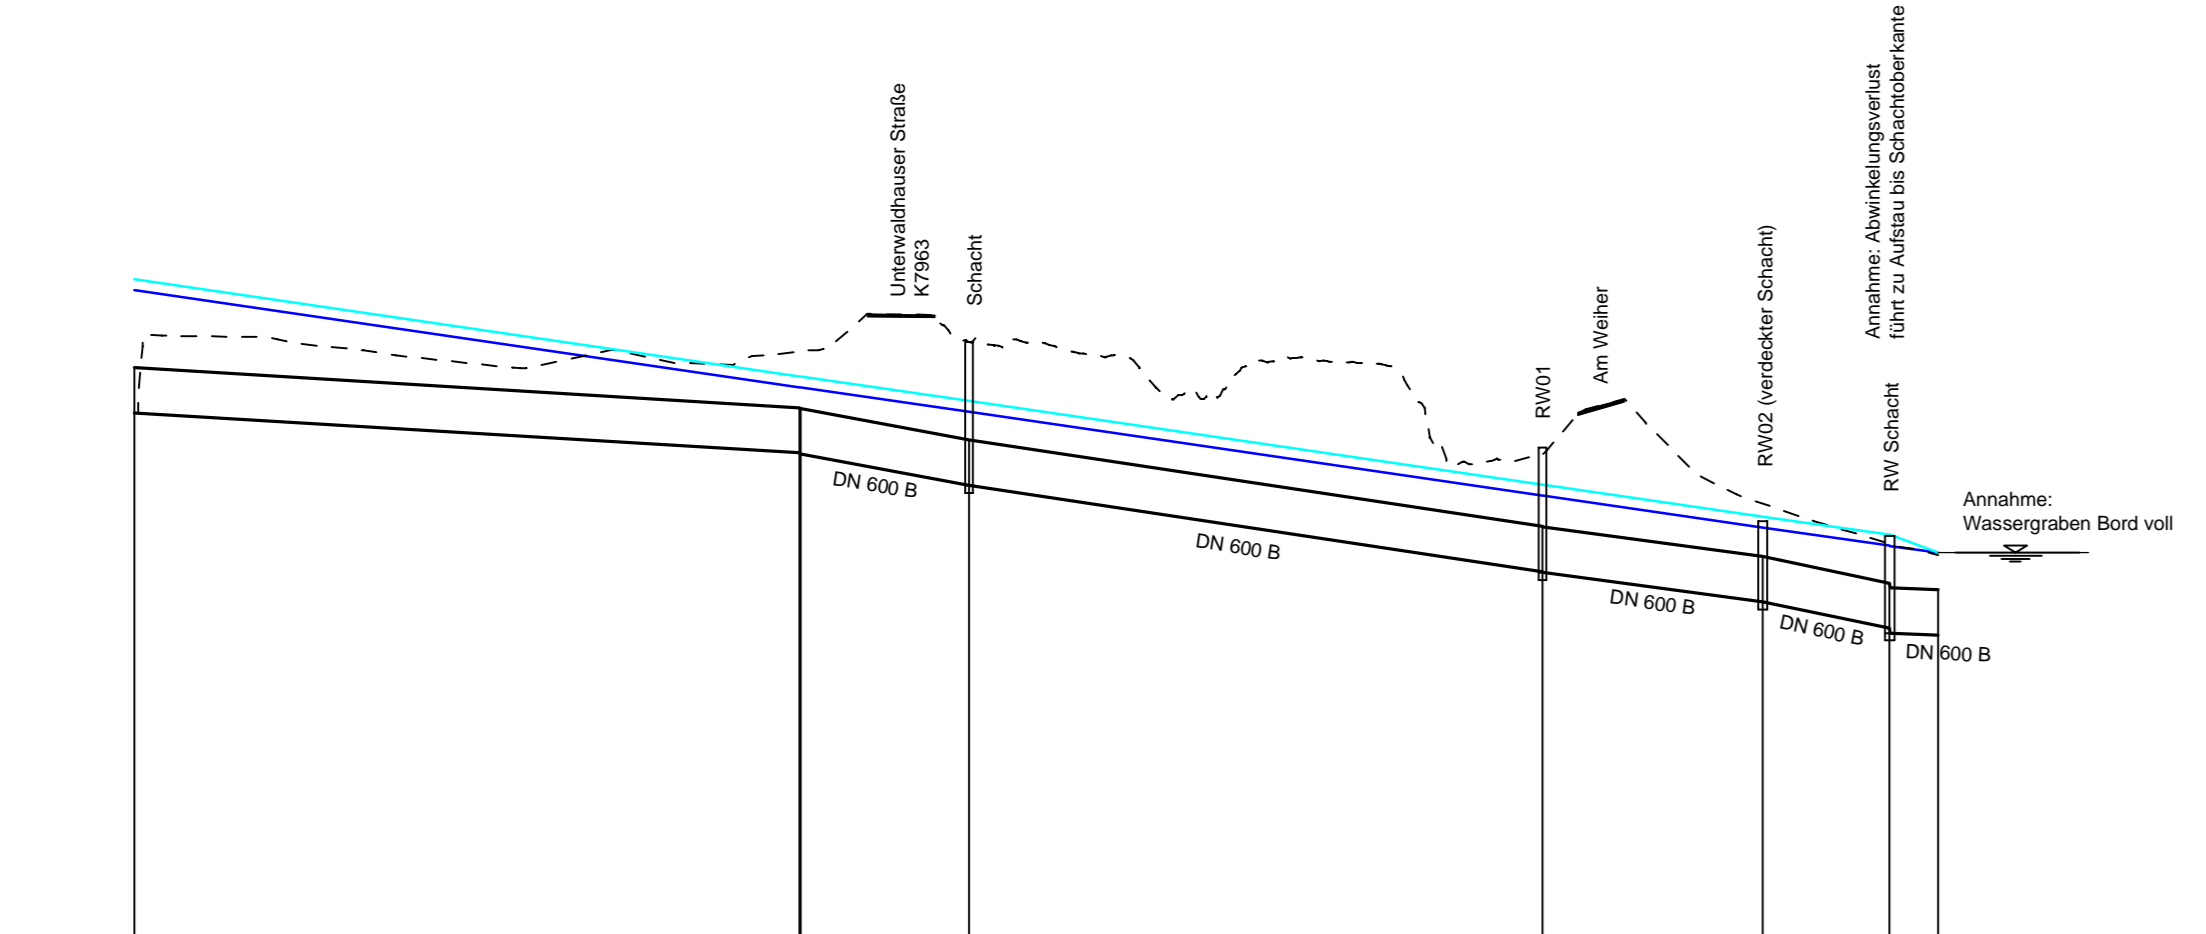 Unterwaldhauser Straße
K7963
Schacht
RW01
Am Weiher
RW02 (verdeckter Schacht)
Annahme: Abwinkelungsverlust
führt zu Aufstau bis Schachtoberkante
RW Schacht
Annahme:
Wassergraben Bord voll
DN 600 B
DN 600 B
DN 600 B
DN 600 B
DN 600 B